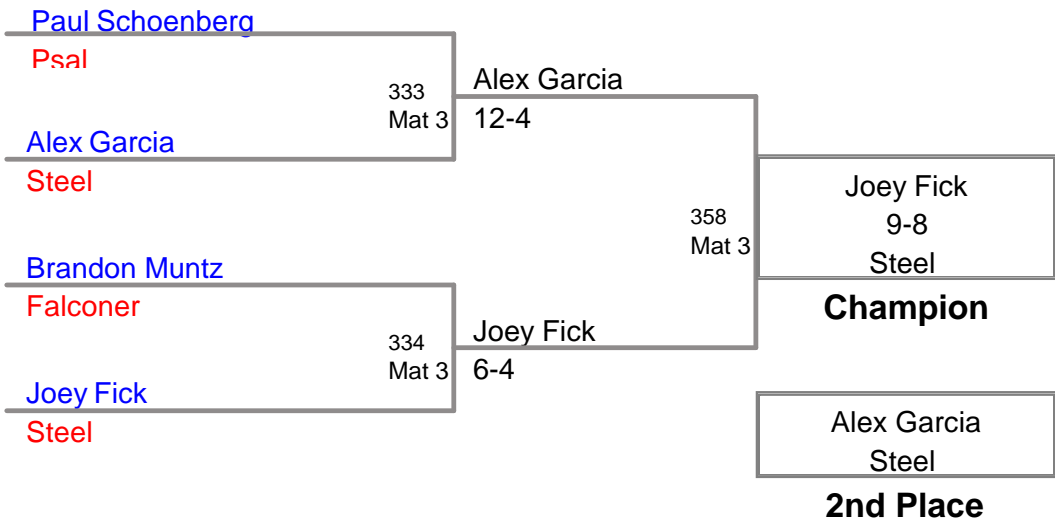 Paul Schoenberg
Psal
333
Mat 3
Alex Garcia
12-4
Alex Garcia
Steel
358
Mat 3
Joey Fick
9-8
Steel
Champion
Brandon Muntz
Falconer
334
Mat 3
Joey Fick
6-4
Joey Fick
Steel
Alex Garcia
Steel
2nd Place